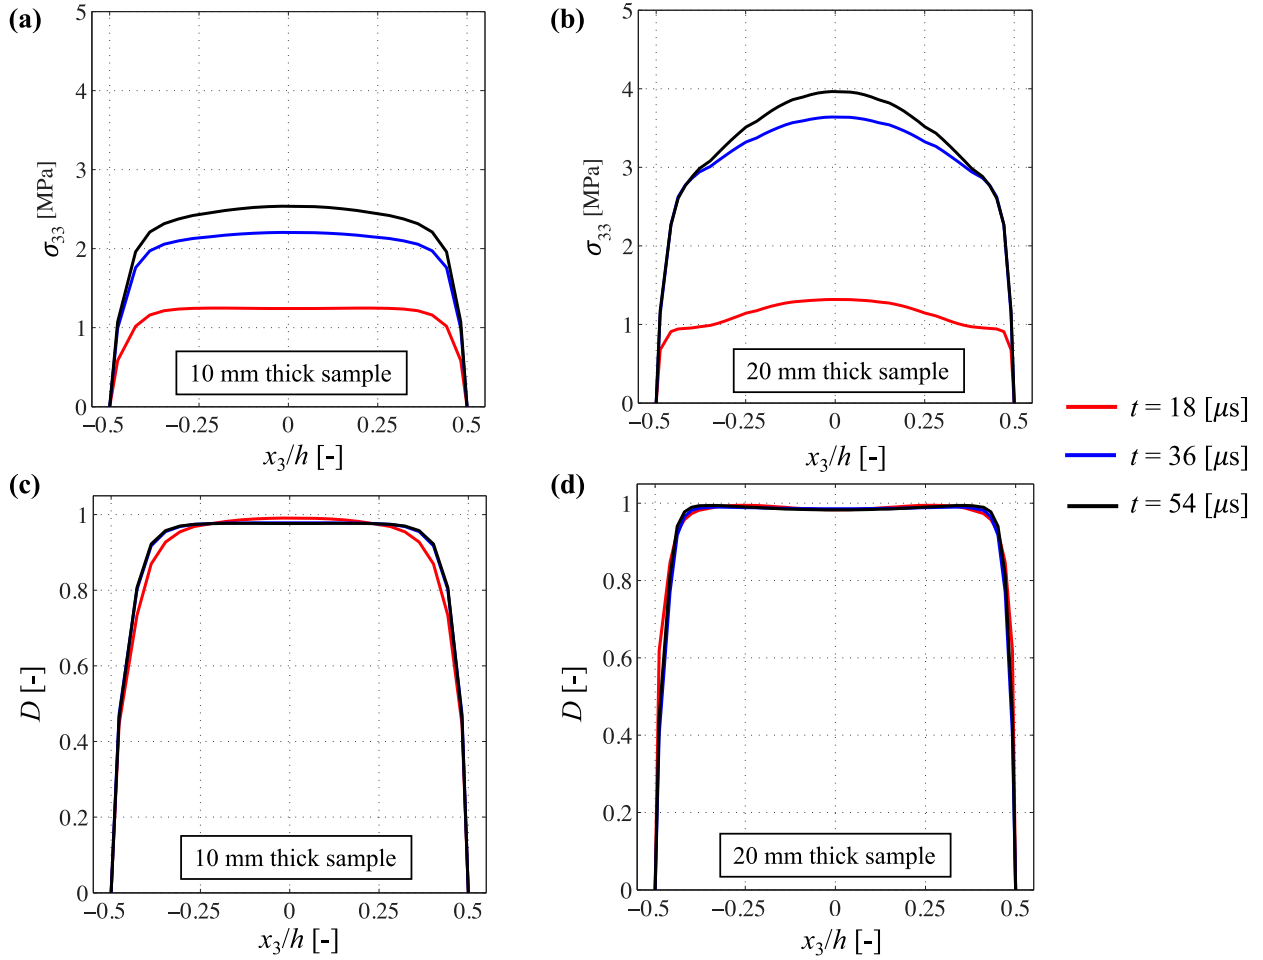 (a)
5
4
3
2
1
0
σ33 [MPa]
10 mm thick sample
−0.5 −0.25 0 0.25 0.5
x3/h [-]
(b)
5
4
3
2
1
0
σ33 [MPa]
20 mm thick sample
−0.5 −0.25 0 0.25 0.5
x3/h [-]
t = 18 [μs]
t = 36 [μs]
t = 54 [μs]
(c)
1
0.8
0.6
0.4
0.2
0
D [-]
10 mm thick sample
−0.5 −0.25 0 0.25 0.5
x3/h [-]
(d)
1
0.8
0.6
0.4
0.2
0
D [-]
20 mm thick sample
−0.5 −0.25 0 0.25 0.5
x3/h [-]